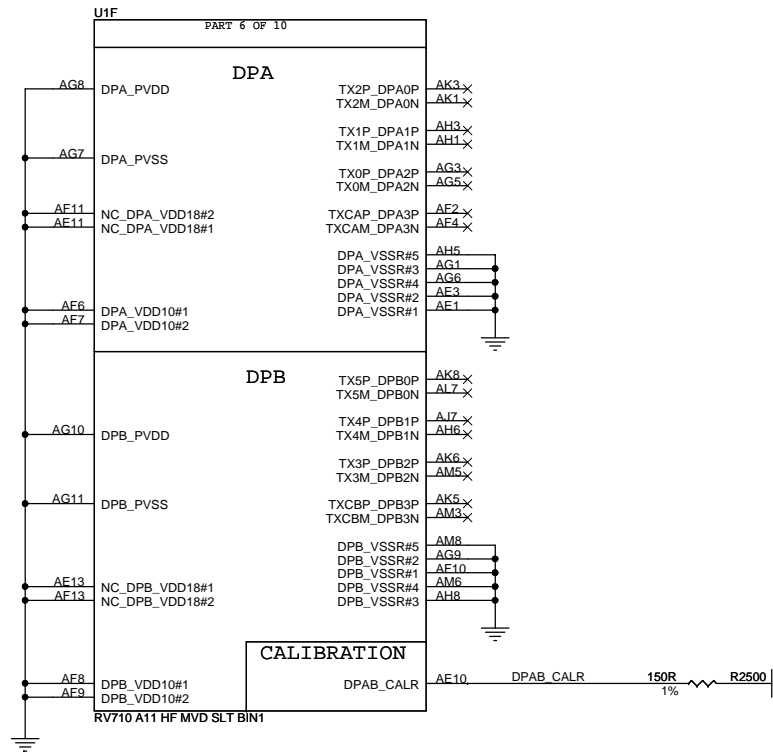 U1F
PART 6 OF 10
DPA
AG8 DPA_PVDD
TX2P_DPA0P AK3
TX2M_DPA0N AK1
TX1P_DPA1P AH3
TX1M_DPA1N AH1
AG7 DPA_PVSS
TX0P_DPA2P AG3
TX0M_DPA2N AG5
AF11 NC_DPA_VDD18#2
TXCAP_DPA3P AF2
AE11 NC_DPA_VDD18#1
TXCAM_DPA3N AF4
DPA_VSSR#5 AH5
DPA_VSSR#3 AG1
DPA_VSSR#4 AG6
DPA_VSSR#2 AE3
AF6 DPA_VDD10#1
DPA_VSSR#1 AE1
AF7 DPA_VDD10#2
DPB
TX5P_DPB0P AK8
TX5M_DPB0N AL7
TX4P_DPB1P AJ7
AG10 DPB_PVDD
TX4M_DPB1N AH6
TX3P_DPB2P AK6
TX3M_DPB2N AM5
AG11 DPB_PVSS
TXCBP_DPB3P AK5
TXCBM_DPB3N AM3
DPB_VSSR#5 AM8
DPB_VSSR#2 AG9
DPB_VSSR#1 AF10
AE13 NC_DPB_VDD18#1
DPB_VSSR#4 AM6
AF13 NC_DPB_VDD18#2
DPB_VSSR#3 AH8
CALIBRATION
AF8 DPB_VDD10#1
DPAB_CALR AE10 DPAB_CALR 150R R2500
1%
AF9 DPB_VDD10#2
RV710 A11 HF MVD SLT BIN1